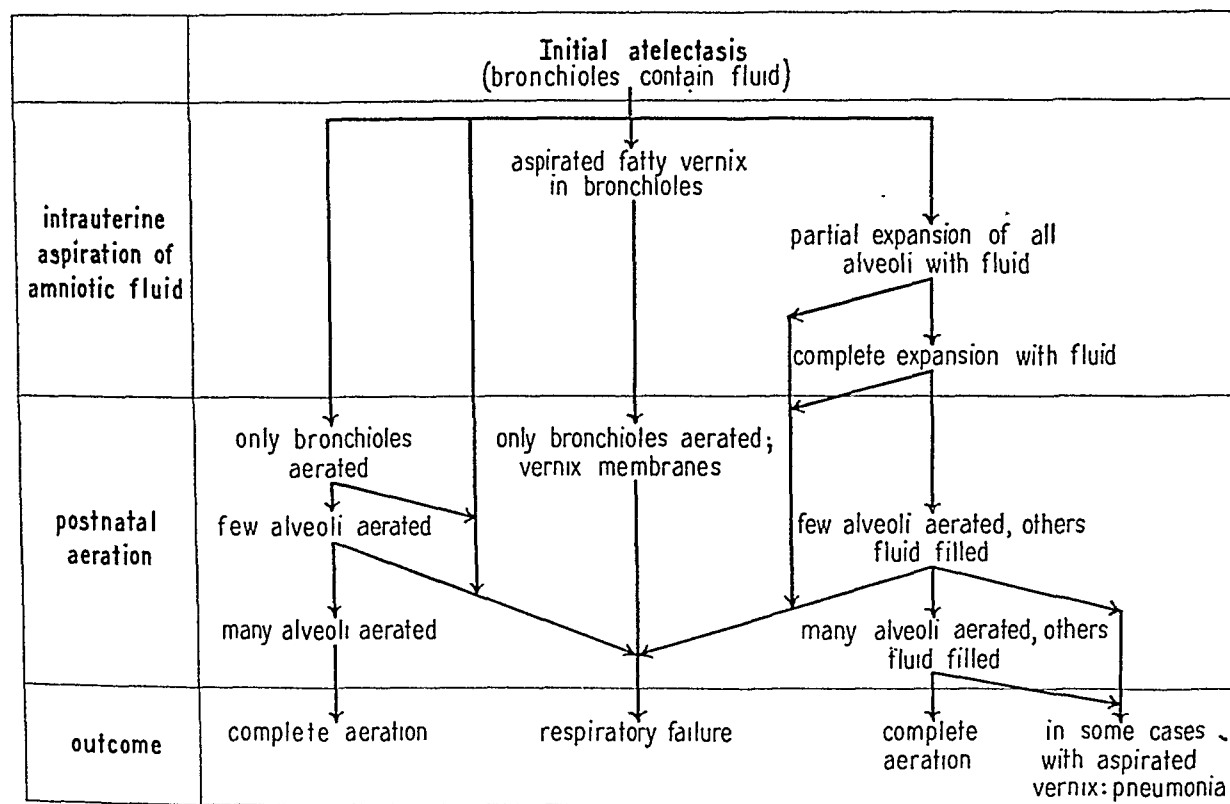 Initial atelectasis
(bronchioles contain fluid)
intrauterine
aspiration of
amniotic fluid
aspirated fatty vernix
in bronchioles
partial expansion of all
alveoli with fluid
complete expansion with fluid
postnatal
aeration
only bronchioles
aerated
only bronchioles aerated;
vernix membranes
few alveoli aerated
few alveoli aerated, others
fluid filled
many alveoli aerated
many alveoli aerated, others
fluid filled
outcome
complete aeration
respiratory failure
complete
aeration
in some cases
with aspirated
vernix: pneumonia